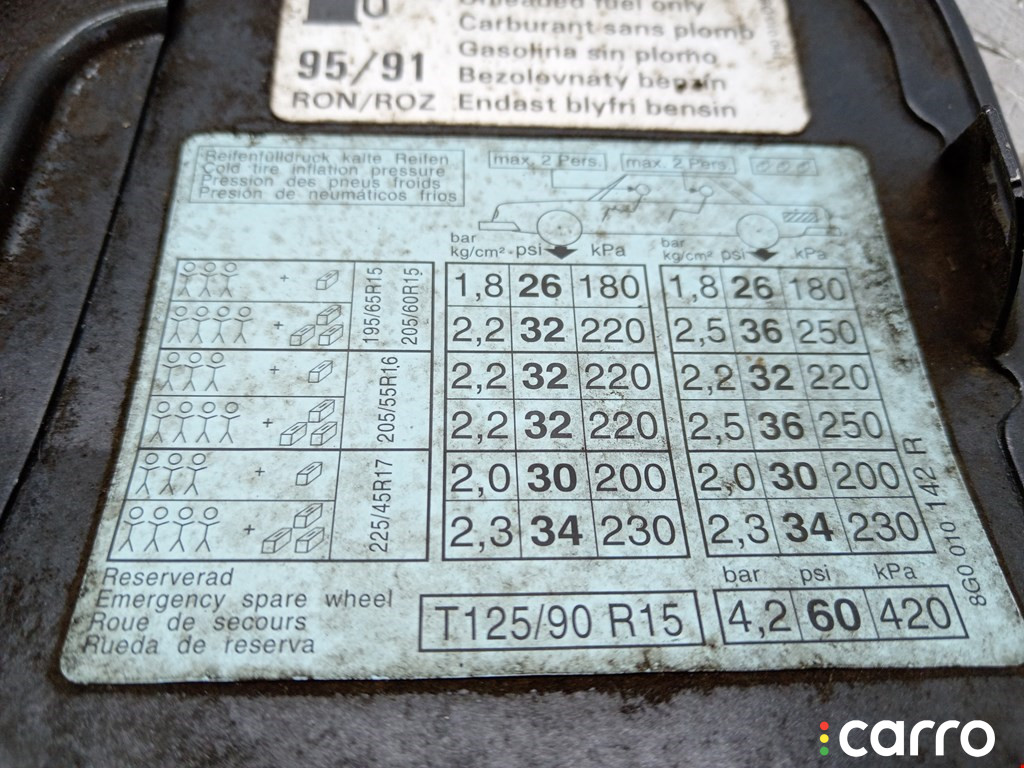 Unleaded fuel only
Carburant sans plomb
Gasolina sin plomo
95/91
Bezolovnatý benzin
RON/ROZ
Endast blyfri bensin
Reifenfülldruck kalte Reifen
Cold tire inflation pressure
Pression des pneus froids
Presión de neumáticos frios
max. 2 Pers.
max. 2 Pers.
bar
kg/cm² psi kPa
bar
kg/cm² psi kPa
195/65R15
205/60R15
1,8 26 180 1,8 26 180
+
2,2 32 220 2,5 36 250
+
205/55R16
2,2 32 220 2,2 32 220
+
2,2 32 220 2,5 36 250
+
225/45R17
2,0 30 200 2,0 30 200
+
2,3 34 230 2,3 34 230
+
8G0 010 142 R
Reserverad
Emergency spare wheel
Roue de secours
Rueda de reserva
T125/90 R15
bar psi kPa
4,2 60 420
carro